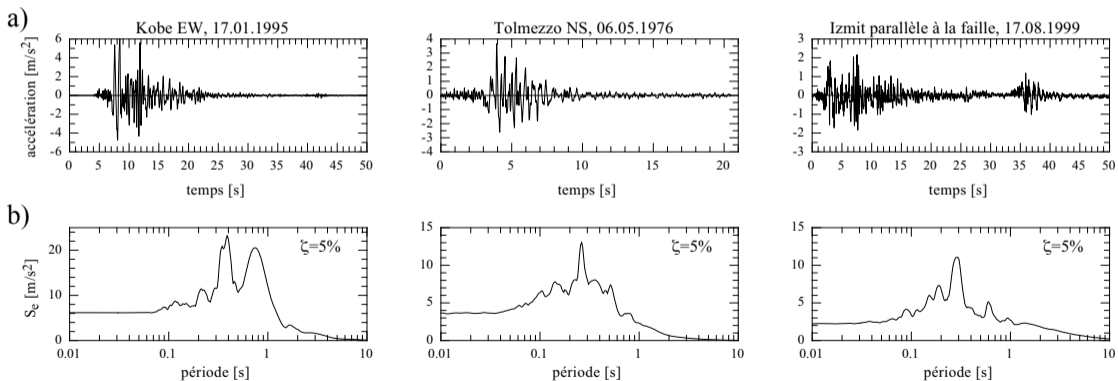 a)
Kobe EW, 17.01.1995
Tolmezzo NS, 06.05.1976
Izmit parallèle à la faille, 17.08.1999
accélération [m/s²]
6
4
2
0
-2
-4
-6
0 5 10 15 20 25 30 35 40 45 50
temps [s]
4
3
2
1
0
-1
-2
-3
-4
0 5 10 15 20
temps [s]
3
2
1
0
-1
-2
-3
0 5 10 15 20 25 30 35 40 45 50
temps [s]
b)
Se [m/s²]
20
10
0
ζ=5%
0.01 0.1 1 10
période [s]
15
10
5
0
ζ=5%
0.01 0.1 1 10
période [s]
15
10
5
0
ζ=5%
0.01 0.1 1 10
période [s]